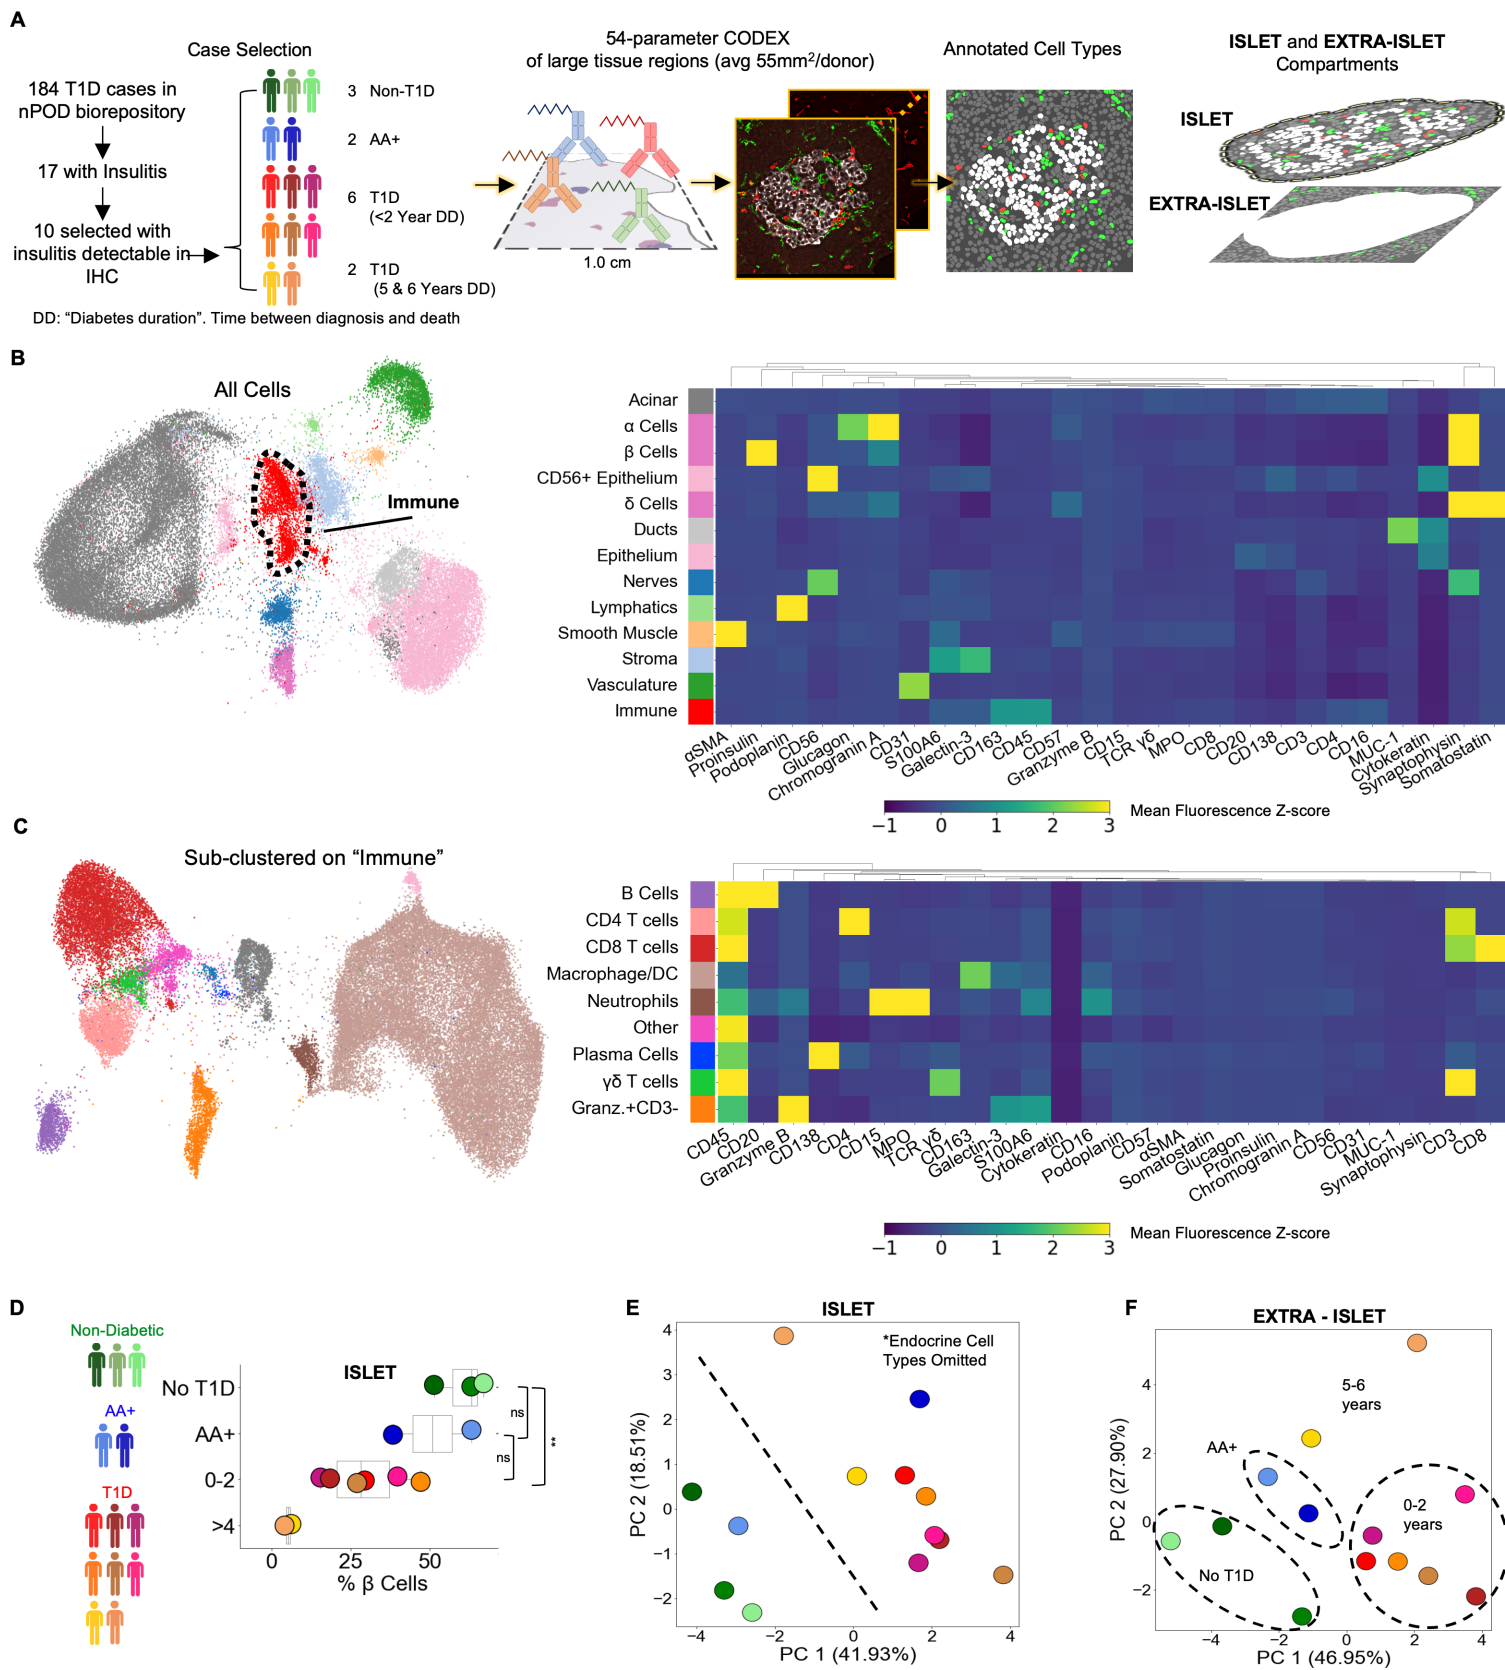 A
Case Selection
184 T1D cases in
nPOD biorepository
17 with Insulitis
10 selected with
insulitis detectable in
IHC
3 Non-T1D
2 AA+
6 T1D
(<2 Year DD)
2 T1D
(5 & 6 Years DD)
DD: “Diabetes duration”. Time between diagnosis and death
54-parameter CODEX
of large tissue regions (avg 55mm²/donor)
1.0 cm
Annotated Cell Types
ISLET and EXTRA-ISLET
Compartments
ISLET
EXTRA-ISLET
B
All Cells
Immune
Acinar
α Cells
β Cells
CD56+ Epithelium
δ Cells
Ducts
Epithelium
Nerves
Lymphatics
Smooth Muscle
Stroma
Vasculature
Immune
αSMA
Proinsulin
Podoplanin
CD56
Glucagon
Chromogranin A
CD31
S100A6
Galectin-3
CD163
CD45
CD57
Granzyme B
CD15
TCR γδ
MPO
CD8
CD20
CD138
CD3
CD4
CD16
MUC-1
Cytokeratin
Synaptophysin
Somatostatin
−1 0 1 2 3
Mean Fluorescence Z-score
C
Sub-clustered on “Immune”
B Cells
CD4 T cells
CD8 T cells
Macrophage/DC
Neutrophils
Other
Plasma Cells
γδ T cells
Granz.+CD3-
CD45
CD20
Granzyme B
CD138
CD4
CD15
MPO
TCR γδ
CD163
Galectin-3
S100A6
Cytokeratin
CD16
Podoplanin
CD57
αSMA
Somatostatin
Glucagon
Proinsulin
Chromogranin A
CD56
CD31
MUC-1
Synaptophysin
CD3
CD8
−1 0 1 2 3
Mean Fluorescence Z-score
D
Non-Diabetic
AA+
T1D
ISLET
No T1D
AA+
0-2
>4
ns
ns
**
0 25 50
% β Cells
E
ISLET
*Endocrine Cell
Types Omitted
4
3
2
1
0
−1
−2
PC 2 (18.51%)
−4 −2 0 2 4
PC 1 (41.93%)
F
EXTRA - ISLET
5-6
years
AA+
0-2
years
No T1D
4
2
0
−2
PC 2 (27.90%)
−4 −2 0 2 4
PC 1 (46.95%)